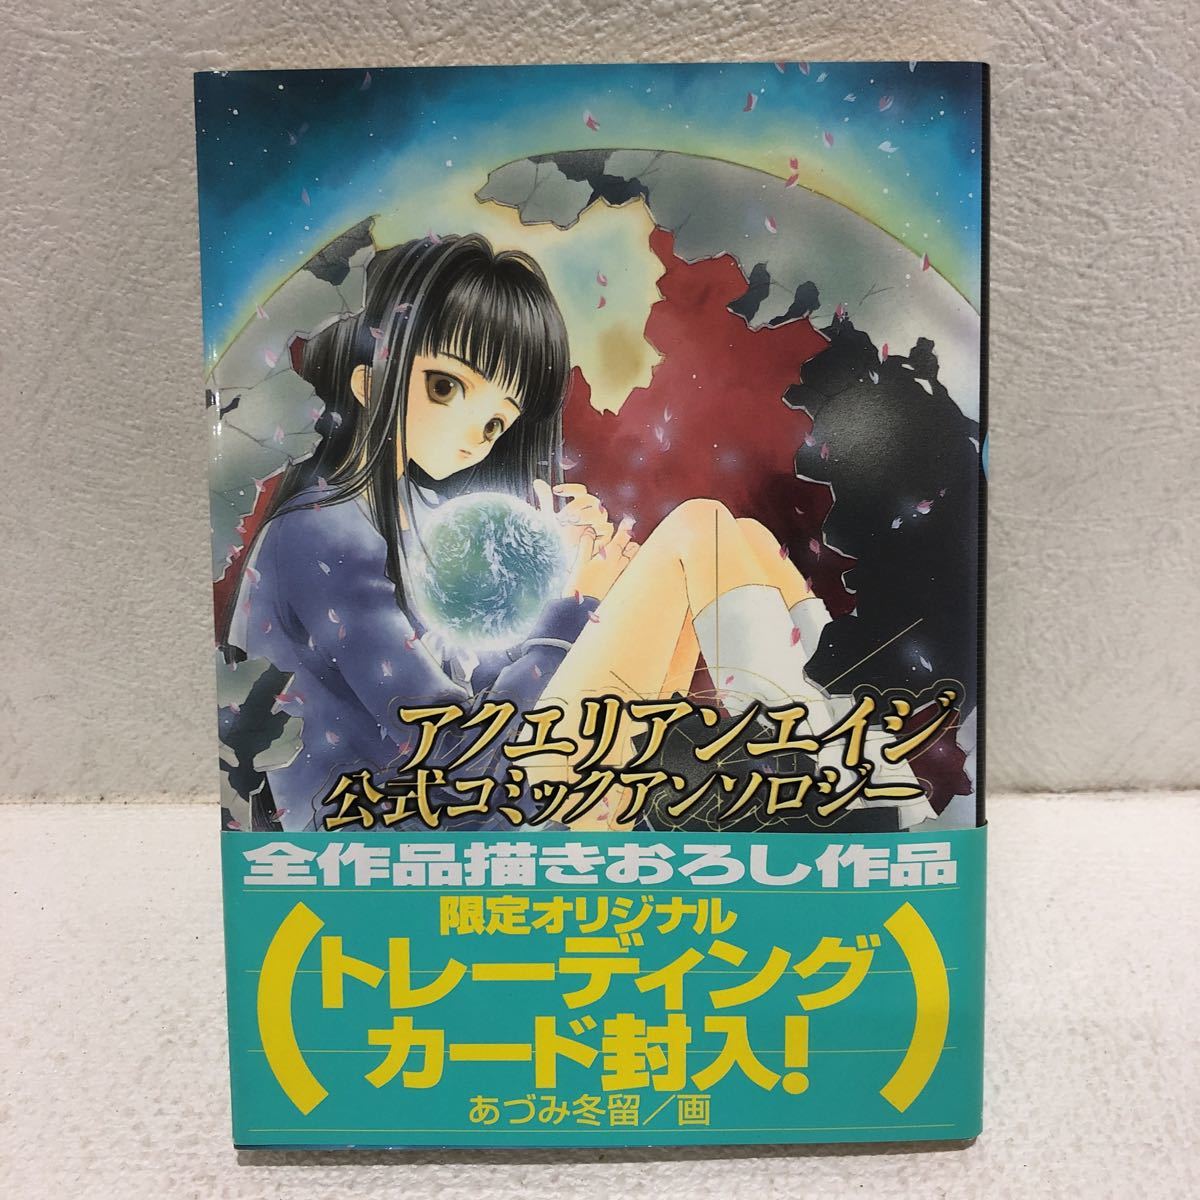 アクエリアンエイジ
公式コミックアンソロジー
全作品描きおろし作品
限定オリジナル
(トレーディング
カード封入!)
あづみ冬留/画